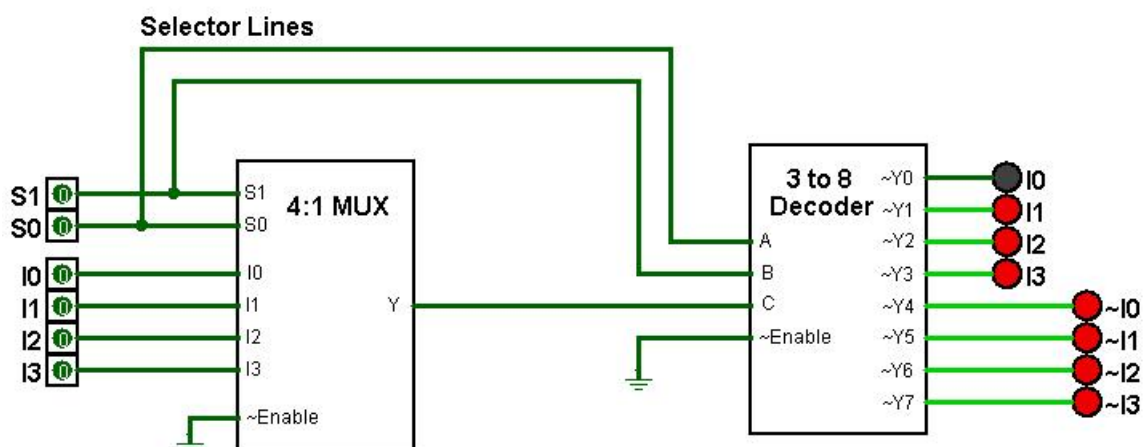 Selector Lines
S1
S0
I0
I1
I2
I3
0
0
0
0
0
0
S1
S0
I0
I1
I2
I3
~Enable
4:1 MUX
Y
A
B
C
~Enable
3 to 8
Decoder
~Y0
~Y1
~Y2
~Y3
~Y4
~Y5
~Y6
~Y7
I0
I1
I2
I3
~I0
~I1
~I2
~I3